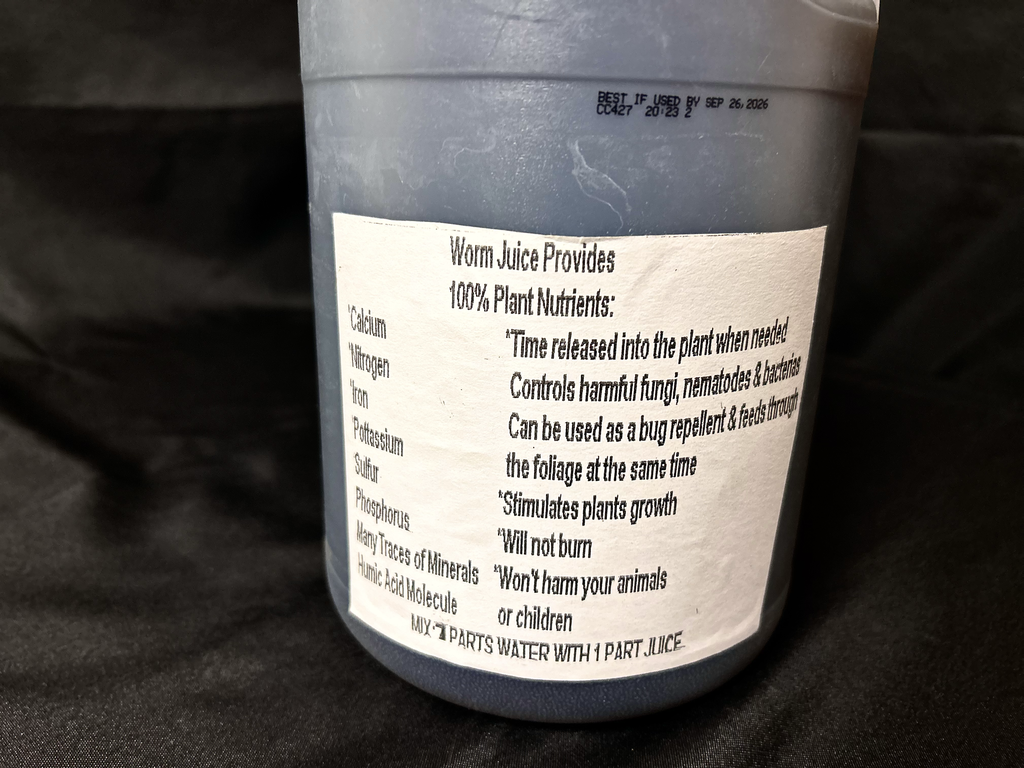 BEST IF USED BY SEP 26, 2026
CC427 20:23 2
Worm Juice Provides
100% Plant Nutrients:
*Calcium
*Nitrogen
*Iron
*Pottassium
Sulfur
Phosphorus
Many Traces of Minerals
Humic Acid Molecule
*Time released into the plant when needed
Controls harmful fungi, nematodes & bacterias
Can be used as a bug repellent & feeds through
the foliage at the same time
*Stimulates plants growth
*Will not burn
*Won't harm your animals
or children
MIX 7 PARTS WATER WITH 1 PART JUICE